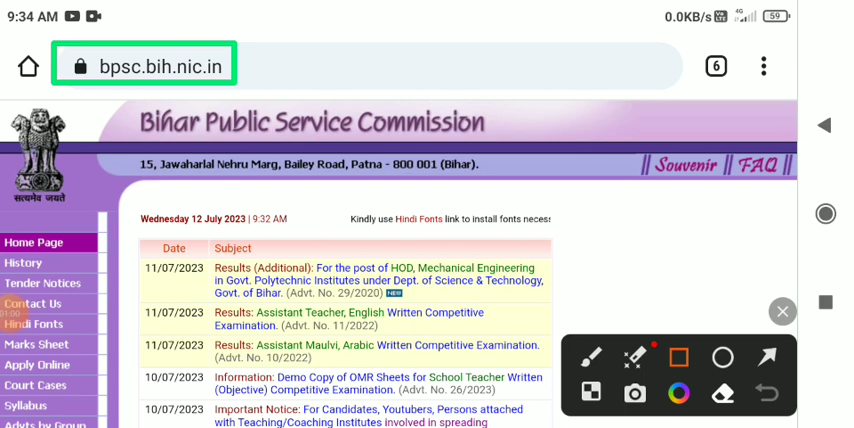 9:34 AM
0.0KB/s 4G 59
bpsc.bih.nic.in
6
Bihar Public Service Commission
15, Jawaharlal Nehru Marg, Bailey Road, Patna - 800 001 (Bihar).
|| Souvenir || FAQ ||
सत्यमेव जयते
Wednesday 12 July 2023 | 9:32 AM
Kindly use Hindi Fonts link to install fonts necess
Home Page
History
Tender Notices
Contact Us
01:00
Hindi Fonts
Marks Sheet
Apply Online
Court Cases
Syllabus
Advts by Group
Date Subject
11/07/2023 Results (Additional): For the post of HOD, Mechanical Engineering
in Govt. Polytechnic Institutes under Dept. of Science & Technology,
Govt. of Bihar. (Advt. No. 29/2020) NEW
11/07/2023 Results: Assistant Teacher, English Written Competitive
Examination. (Advt. No. 11/2022)
11/07/2023 Results: Assistant Maulvi, Arabic Written Competitive Examination.
(Advt. No. 10/2022)
10/07/2023 Information: Demo Copy of OMR Sheets for School Teacher Written
(Objective) Competitive Examination. (Advt. No. 26/2023)
10/07/2023 Important Notice: For Candidates, Youtubers, Persons attached
with Teaching/Coaching Institutes involved in spreading